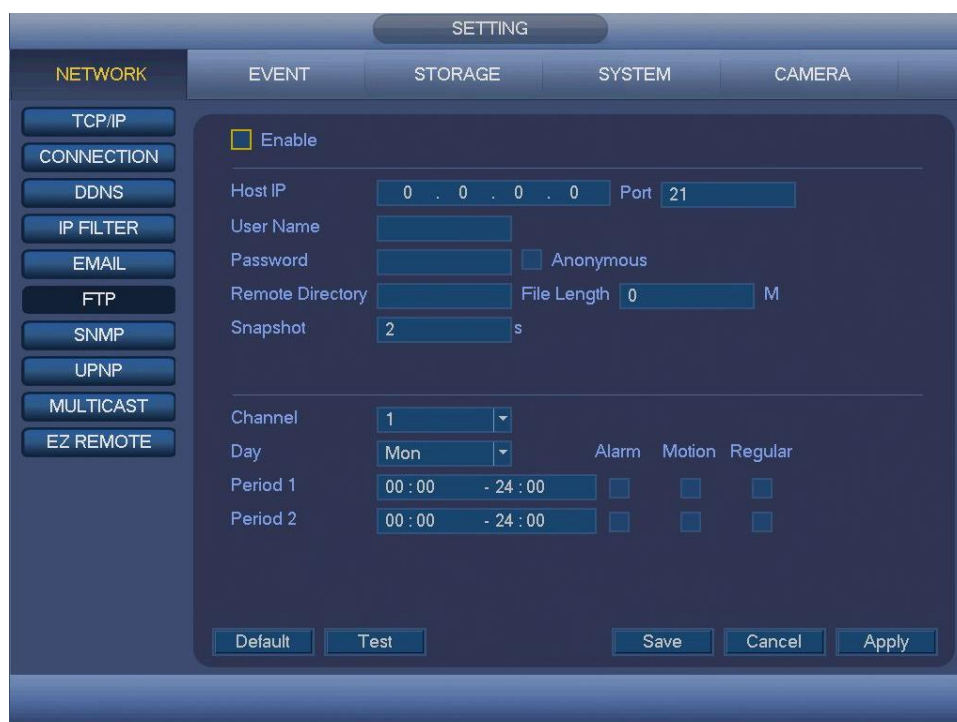 SETTING
NETWORK EVENT STORAGE SYSTEM CAMERA
TCP/IP
CONNECTION
DDNS
IP FILTER
EMAIL
FTP
SNMP
UPNP
MULTICAST
EZ REMOTE
Enable
Host IP 0 . 0 . 0 . 0 Port 21
User Name
Password Anonymous
Remote Directory File Length 0 M
Snapshot 2 s
Channel 1
Day Mon Alarm Motion Regular
Period 1 00 : 00 - 24 : 00
Period 2 00 : 00 - 24 : 00
Default Test Save Cancel Apply